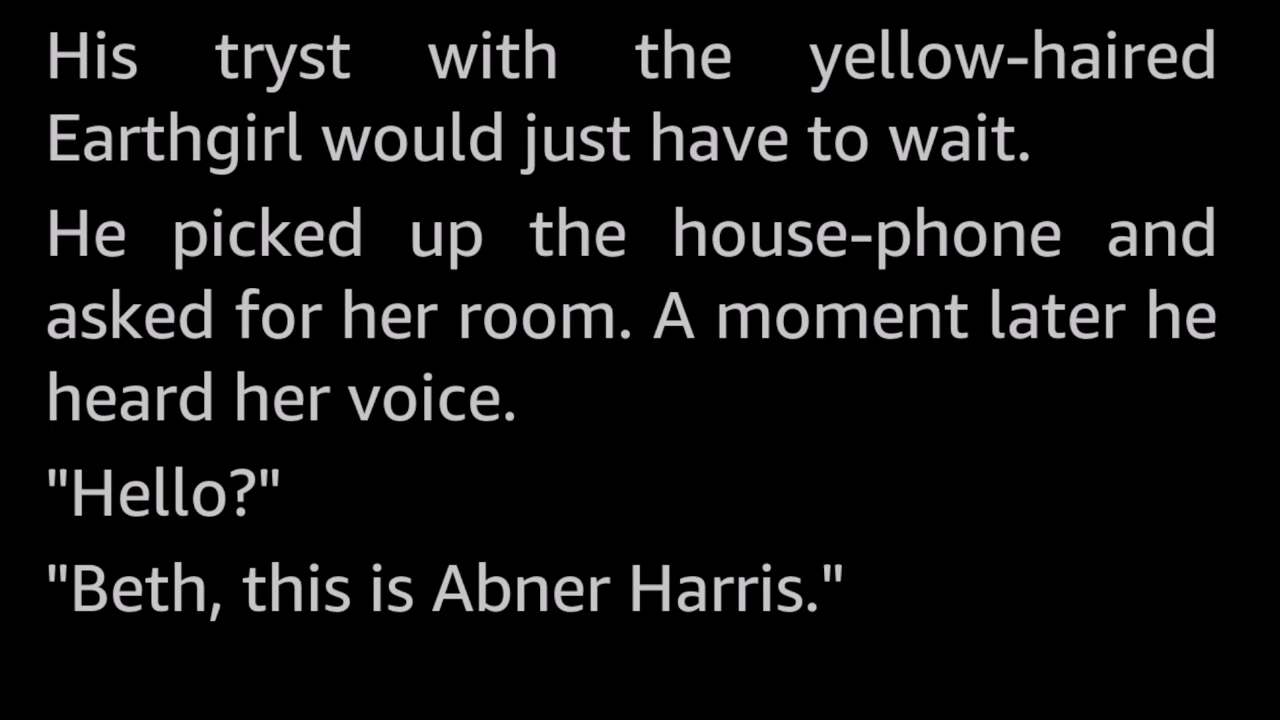 His tryst with the yellow-haired
Earthgirl would just have to wait.
He picked up the house-phone and
asked for her room. A moment later he
heard her voice.
"Hello?"
"Beth, this is Abner Harris."